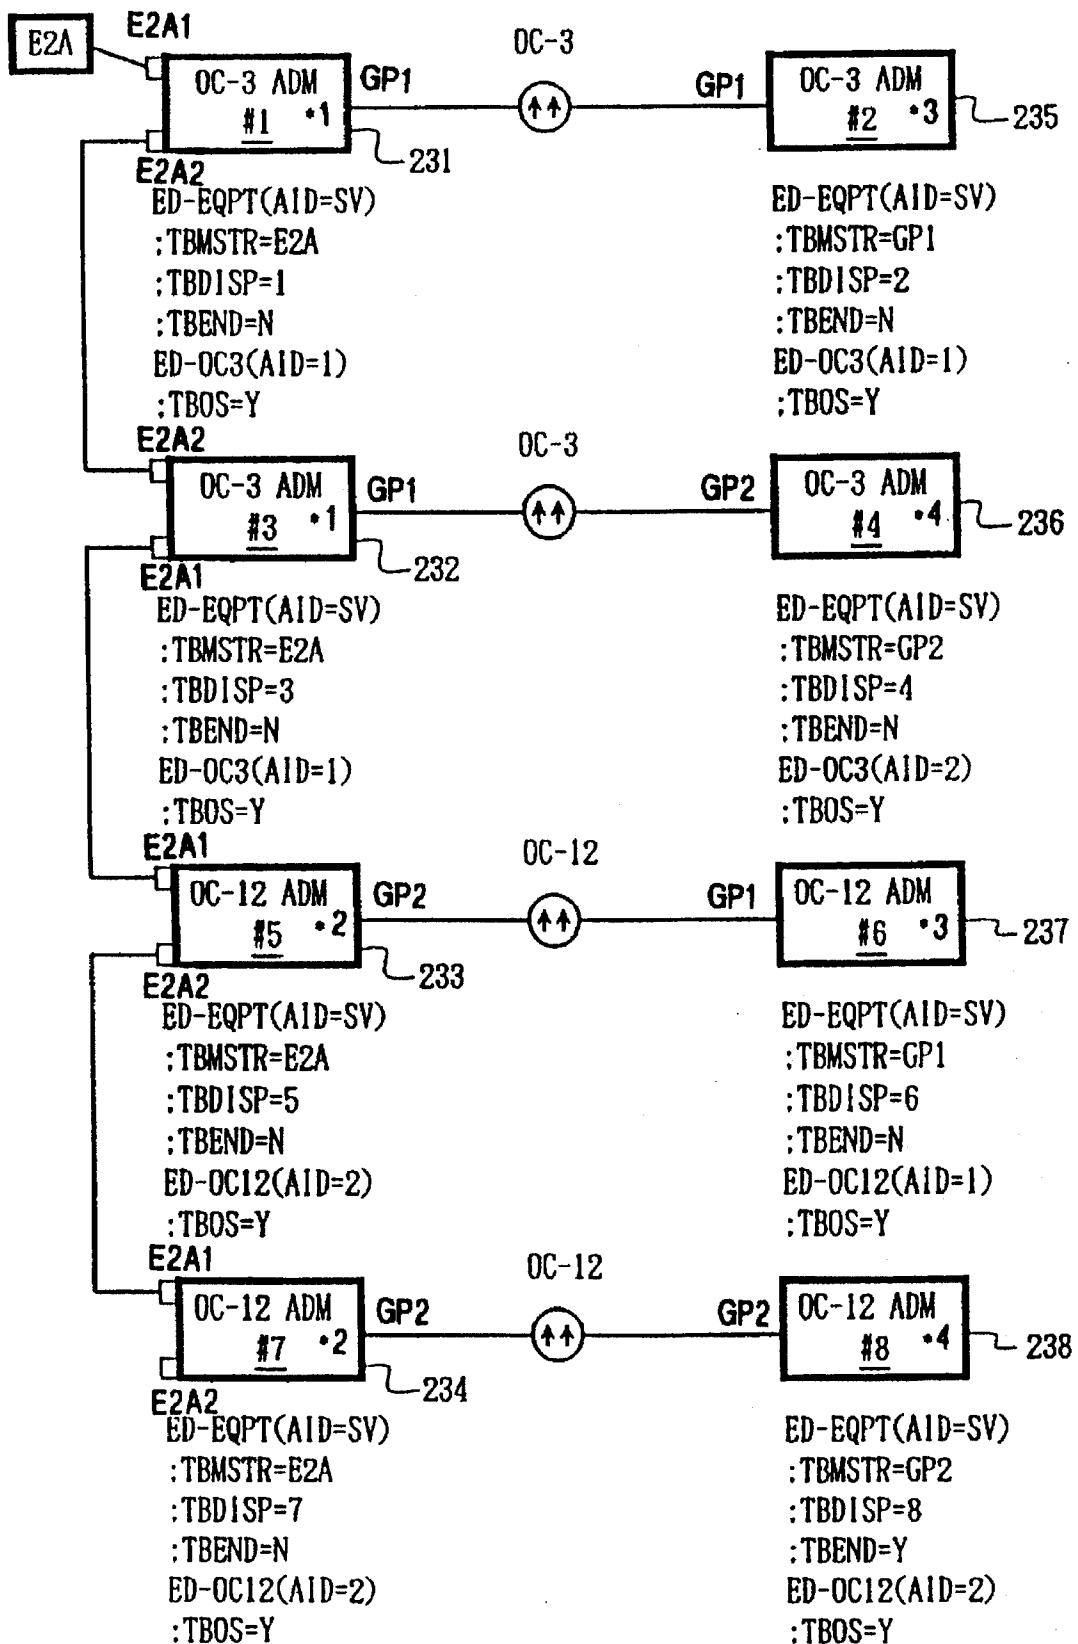 E2A
E2A1
OC-3 ADM
#1 *1
GP1
OC-3
GP1
OC-3 ADM
#2 *3
235
231
E2A2
ED-EQPT(AID=SV)
:TBMSTR=E2A
:TBDISP=1
:TBEND=N
ED-OC3(AID=1)
:TBOS=Y
ED-EQPT(AID=SV)
:TBMSTR=GP1
:TBDISP=2
:TBEND=N
ED-OC3(AID=1)
:TBOS=Y
E2A2
OC-3 ADM
#3 *1
GP1
OC-3
GP2
OC-3 ADM
#4 *4
236
232
E2A1
ED-EQPT(AID=SV)
:TBMSTR=E2A
:TBDISP=3
:TBEND=N
ED-OC3(AID=1)
:TBOS=Y
ED-EQPT(AID=SV)
:TBMSTR=GP2
:TBDISP=4
:TBEND=N
ED-OC3(AID=2)
:TBOS=Y
E2A1
OC-12 ADM
#5 *2
GP2
OC-12
GP1
OC-12 ADM
#6 *3
237
233
E2A2
ED-EQPT(AID=SV)
:TBMSTR=E2A
:TBDISP=5
:TBEND=N
ED-OC12(AID=2)
:TBOS=Y
ED-EQPT(AID=SV)
:TBMSTR=GP1
:TBDISP=6
:TBEND=N
ED-OC12(AID=1)
:TBOS=Y
E2A1
OC-12 ADM
#7 *2
GP2
OC-12
GP2
OC-12 ADM
#8 *4
238
234
E2A2
ED-EQPT(AID=SV)
:TBMSTR=E2A
:TBDISP=7
:TBEND=N
ED-OC12(AID=2)
:TBOS=Y
ED-EQPT(AID=SV)
:TBMSTR=GP2
:TBDISP=8
:TBEND=Y
ED-OC12(AID=2)
:TBOS=Y